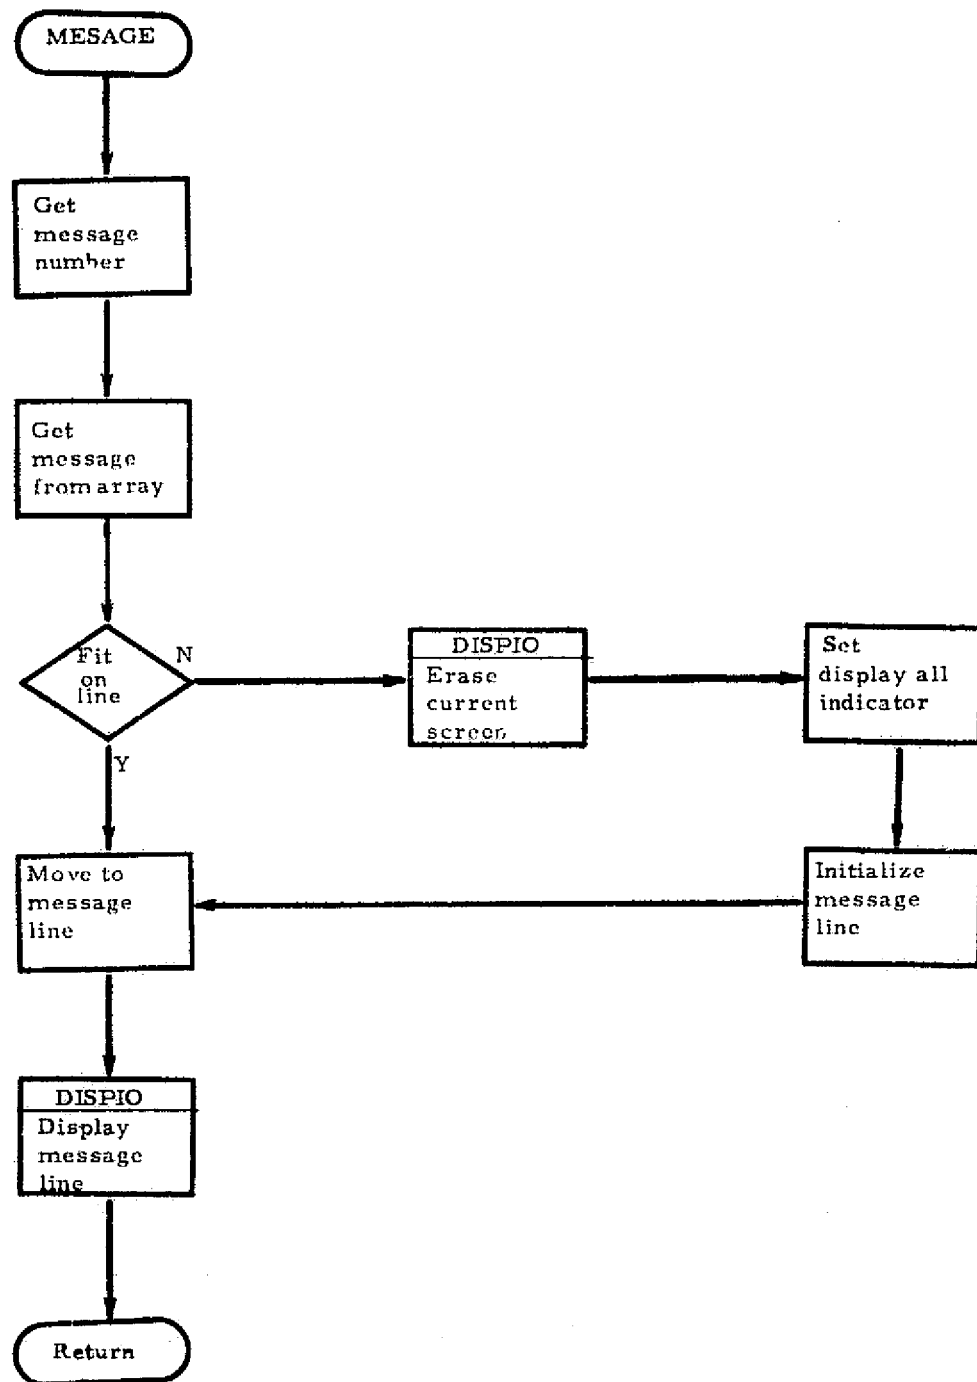 MESAGE
Get
message
number
Get
message
from array
Fit
on
line
N
Y
DISPIO
Erase
current
screen
Set
display all
indicator
Initialize
message
line
Move to
message
line
DISPIO
Display
message
line
Return